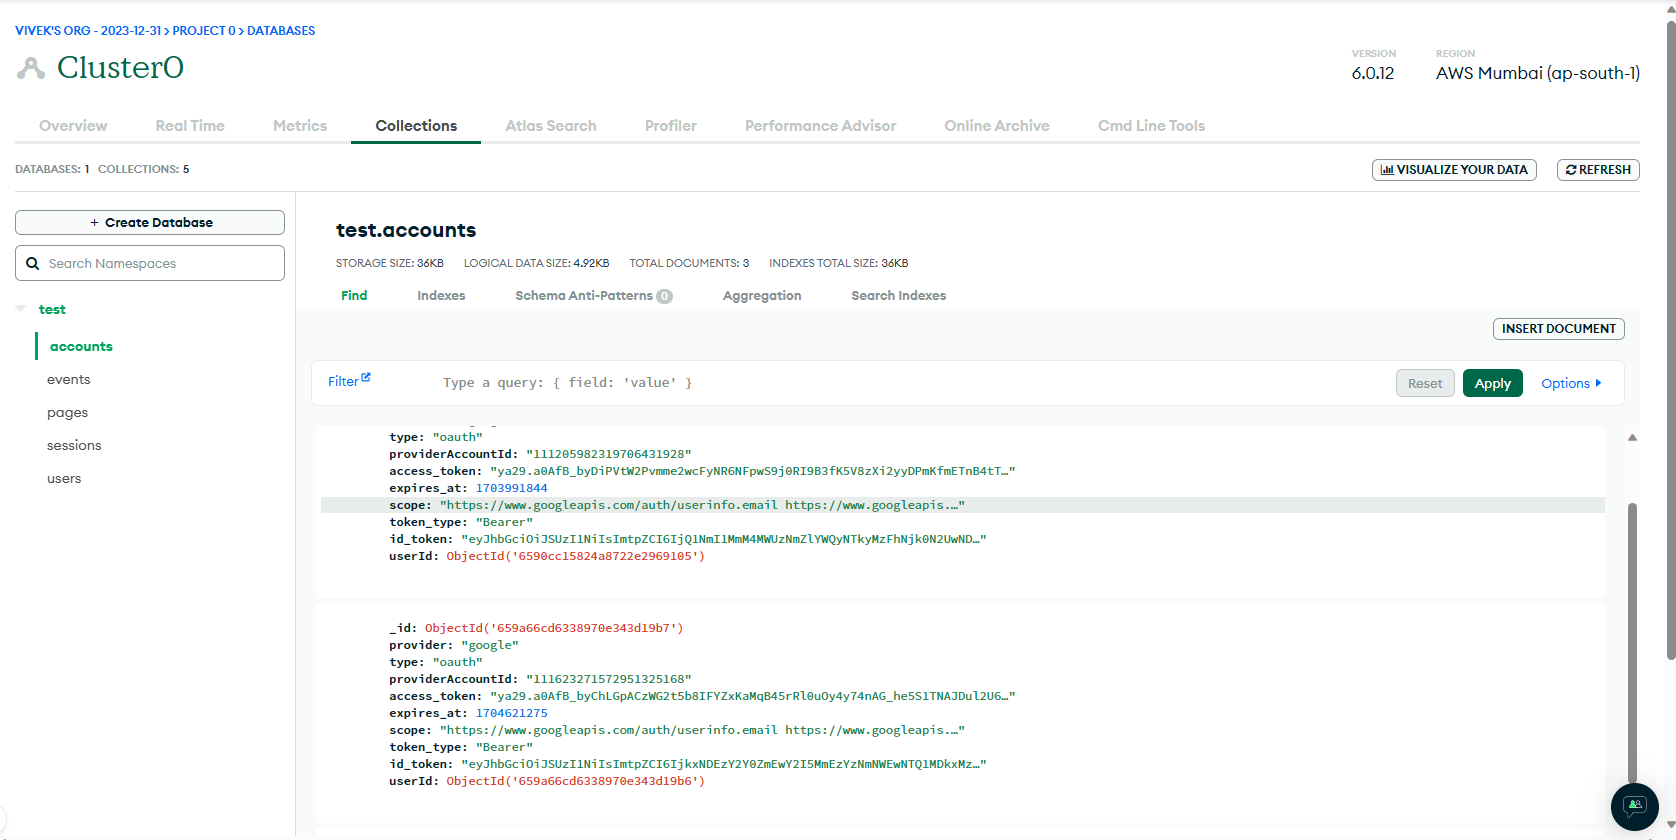 VIVEK'S ORG - 2023-12-31 > PROJECT 0 > DATABASES
Cluster0
VERSION
6.0.12
REGION
AWS Mumbai (ap-south-1)
Overview Real Time Metrics Collections Atlas Search Profiler Performance Advisor Online Archive Cmd Line Tools
DATABASES: 1 COLLECTIONS: 5
VISUALIZE YOUR DATA
REFRESH
+ Create Database
Search Namespaces
test
accounts
events
pages
sessions
users
test.accounts
STORAGE SIZE: 36KB LOGICAL DATA SIZE: 4.92KB TOTAL DOCUMENTS: 3 INDEXES TOTAL SIZE: 36KB
Find Indexes Schema Anti-Patterns 0 Aggregation Search Indexes
INSERT DOCUMENT
Filter Type a query: { field: 'value' } Reset Apply Options
type: "oauth"
providerAccountId: "111205982319706431928"
access_token: "ya29.a0AfB_byDiPVtW2Pvmme2wcFyNR6NFpwS9j0RI9B3fK5V8zXi2yyDPmKfmETnB4tT…"
expires_at: 1703991844
scope: "https://www.googleapis.com/auth/userinfo.email https://www.googleapis.…"
token_type: "Bearer"
id_token: "eyJhbGciOiJSUzI1NiIsImtpZCI6IjQ1NmI1MmM4MWUzNmZlYWQyNTkyMzFhNjk0N2UwND…"
userId: ObjectId('6590cc15824a8722e2969105')
_id: ObjectId('659a66cd6338970e343d19b7')
provider: "google"
type: "oauth"
providerAccountId: "111623271572951325168"
access_token: "ya29.a0AfB_byChLGpACzWG2t5b8IFYZxKaMqB45rRl0uOy4y74nAG_he5S1TNAJDul2U6…"
expires_at: 1704621275
scope: "https://www.googleapis.com/auth/userinfo.email https://www.googleapis.…"
token_type: "Bearer"
id_token: "eyJhbGciOiJSUzI1NiIsImtpZCI6IjkxNDEzY2Y0ZmEwY2I5MmEzYzNmNWEwNTQ1MDkxMz…"
userId: ObjectId('659a66cd6338970e343d19b6')